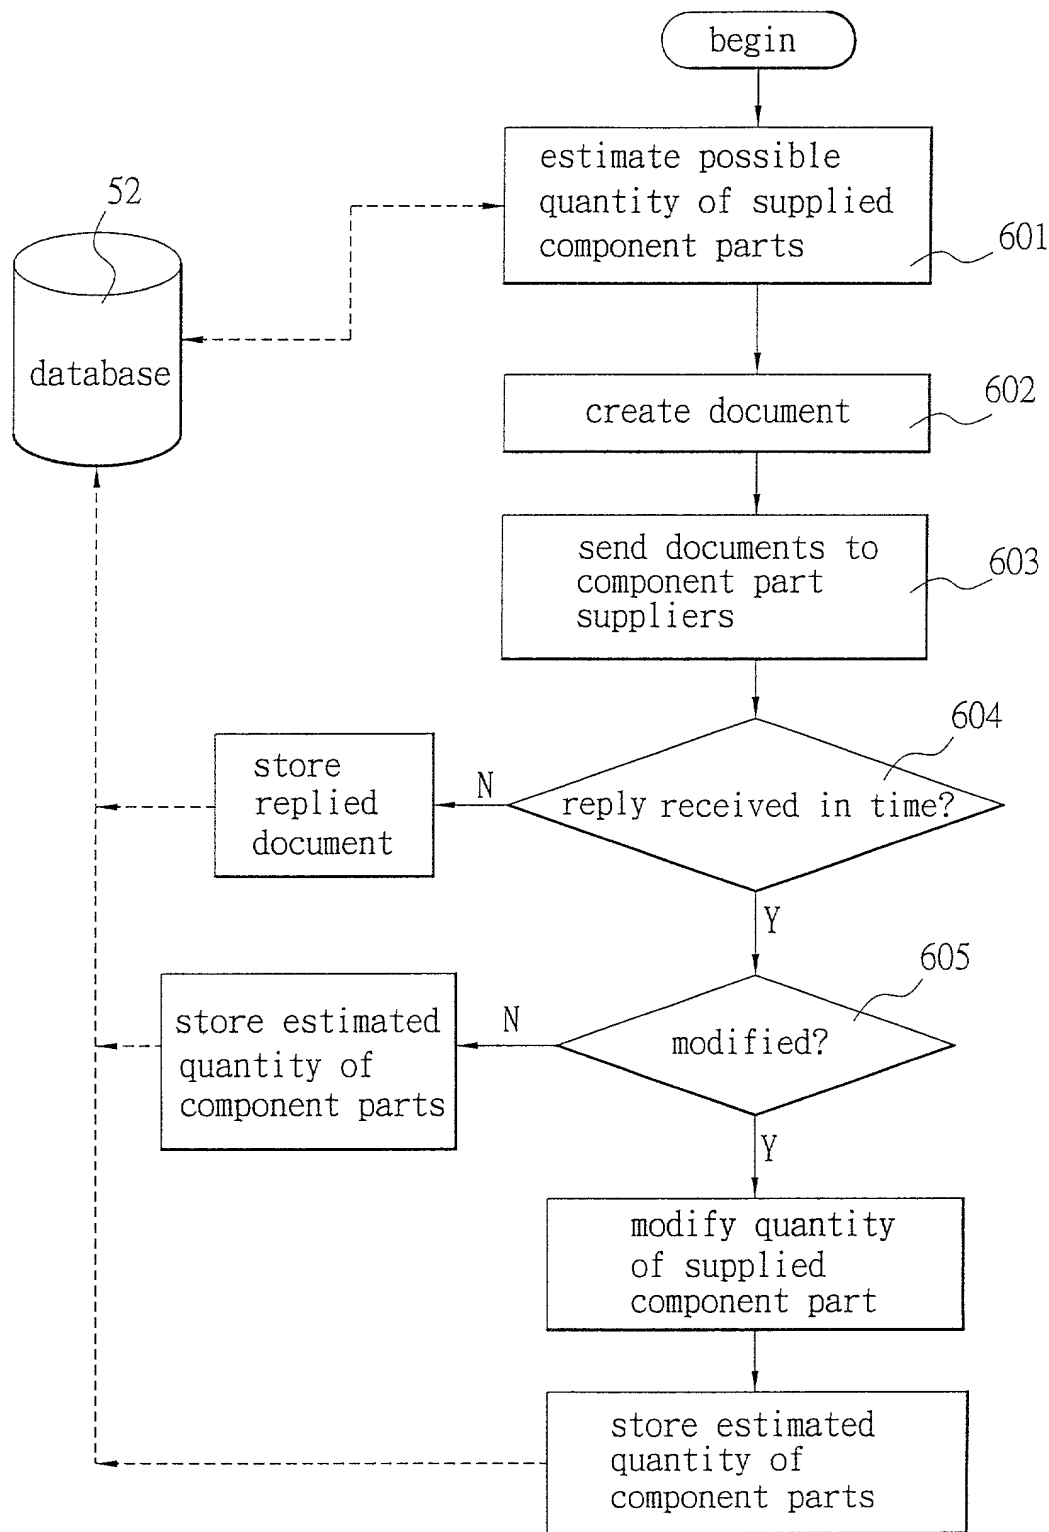 begin
estimate possible
quantity of supplied
component parts
601
52
database
create document
602
send documents to
component part
suppliers
603
604
reply received in time?
N
store
replied
document
Y
605
modified?
N
store estimated
quantity of
component parts
Y
modify quantity
of supplied
component part
store estimated
quantity of
component parts